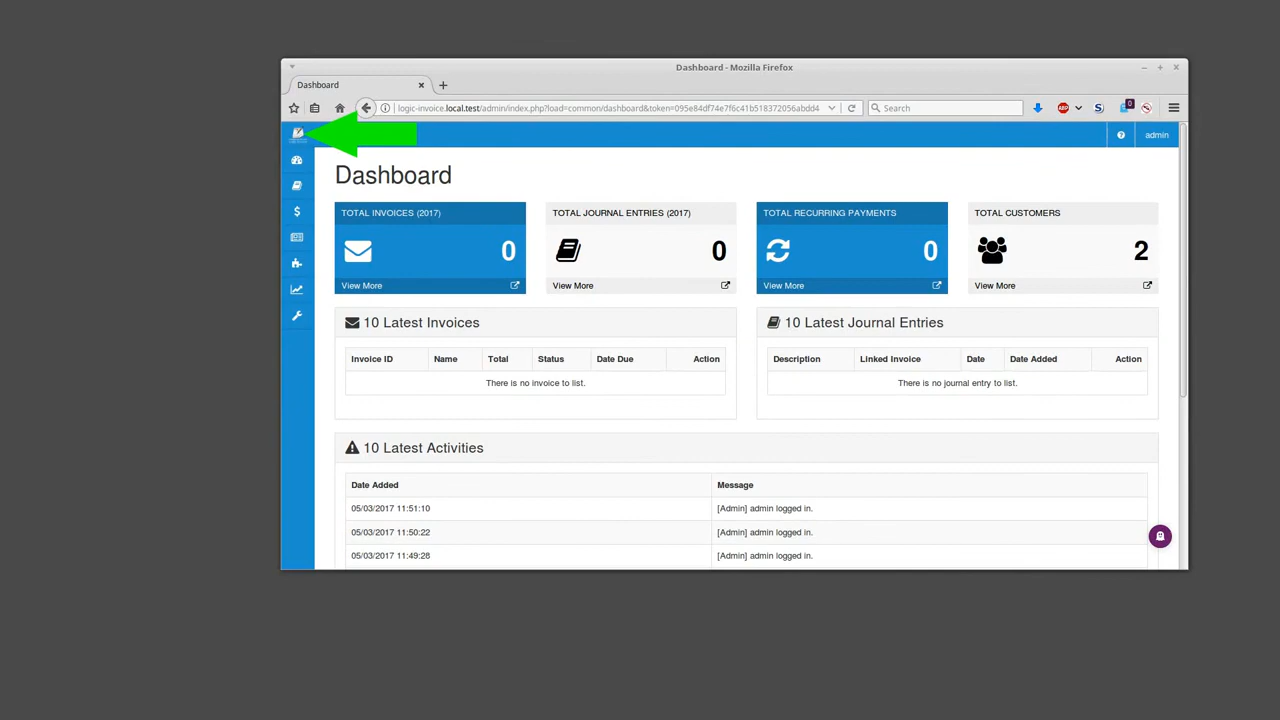 Dashboard - Mozilla Firefox
Dashboard
logic-invoice.local.test/admin/index.php?load=common/dashboard&token=095e84df74e7f6c41b518372056abdd4
Search
0
admin
Dashboard
TOTAL INVOICES (2017)
0
View More
TOTAL JOURNAL ENTRIES (2017)
0
View More
TOTAL RECURRING PAYMENTS
0
View More
TOTAL CUSTOMERS
2
View More
10 Latest Invoices
Invoice ID Name Total Status Date Due Action
There is no invoice to list.
10 Latest Journal Entries
Description Linked Invoice Date Date Added Action
There is no journal entry to list.
10 Latest Activities
Date Added Message
05/03/2017 11:51:10 [Admin] admin logged in.
05/03/2017 11:50:22 [Admin] admin logged in.
05/03/2017 11:49:28 [Admin] admin logged in.